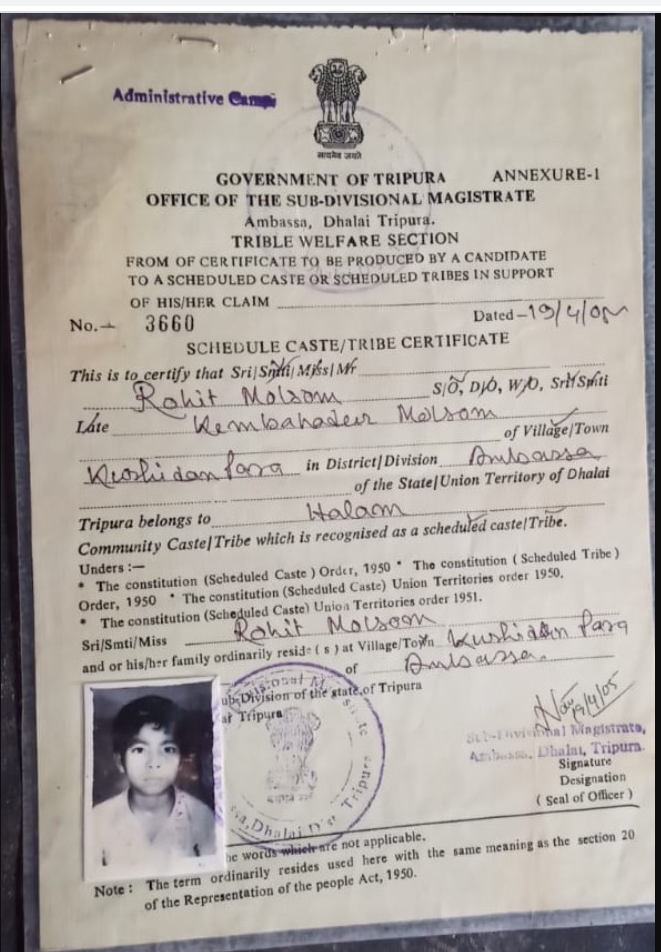 Administrative Camp
सत्यमेव जयते
GOVERNMENT OF TRIPURA ANNEXURE-1
OFFICE OF THE SUB-DIVISIONAL MAGISTRATE
Ambassa, Dhalai Tripura.
TRIBLE WELFARE SECTION
FROM OF CERTIFICATE TO BE PRODUCED BY A CANDIDATE
TO A SCHEDULED CASTE OR SCHEDULED TRIBES IN SUPPORT
OF HIS/HER CLAIM
No.- 3660 Dated-19/4/05
SCHEDULE CASTE/TRIBE CERTIFICATE
This is to certify that Sri/Smti/Miss/Mr
Rohit Molsom S/O, D/O, W/O, Sri/Smti
Late Kembahadur Molsom of Village/Town
Kushidan Para in District/Division Ambassa
of the State/Union Territory of Dhalai
Tripura belongs to Halam
Community Caste/Tribe which is recognised as a scheduled caste/Tribe.
Unders :—
* The constitution (Scheduled Caste ) Order, 1950 * The constitution ( Scheduled Tribe )
Order, 1950 * The constitution (Scheduled Caste) Union Territories order 1950.
* The constitution (Scheduled Caste) Union Territories order 1951.
Sri/Smti/Miss Rohit Molsom
and or his/her family ordinarily reside ( s ) at Village/Town Kushidan Para
of Ambassa.
ub-Division of the state of Tripura
Tripura
19/4/05
Sub-Divisional Magistrate,
Ambassa, Dhalai, Tripura.
Signature
Designation
( Seal of Officer )
Dhalai Dist Tripura
he words which are not applicable.
Note : The term ordinarily resides used here with the same meaning as the section 20
of the Representation of the people Act, 1950.